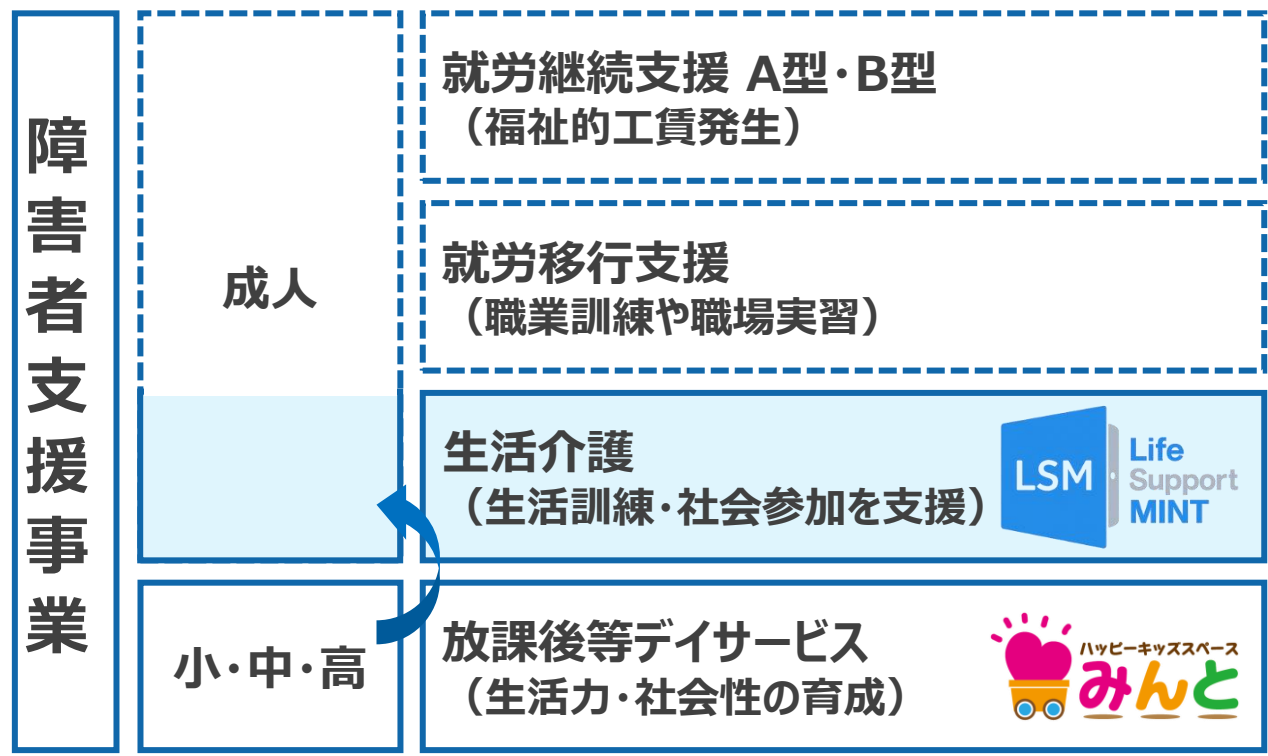 障害者支援事業
成人
就労継続支援 A型・B型
（福祉的工賃発生）
就労移行支援
（職業訓練や職場実習）
生活介護
（生活訓練・社会参加を支援）
LSM
Life
Support
MINT
小・中・高
放課後等デイサービス
（生活力・社会性の育成）
ハッピーキッズスペース
みんと